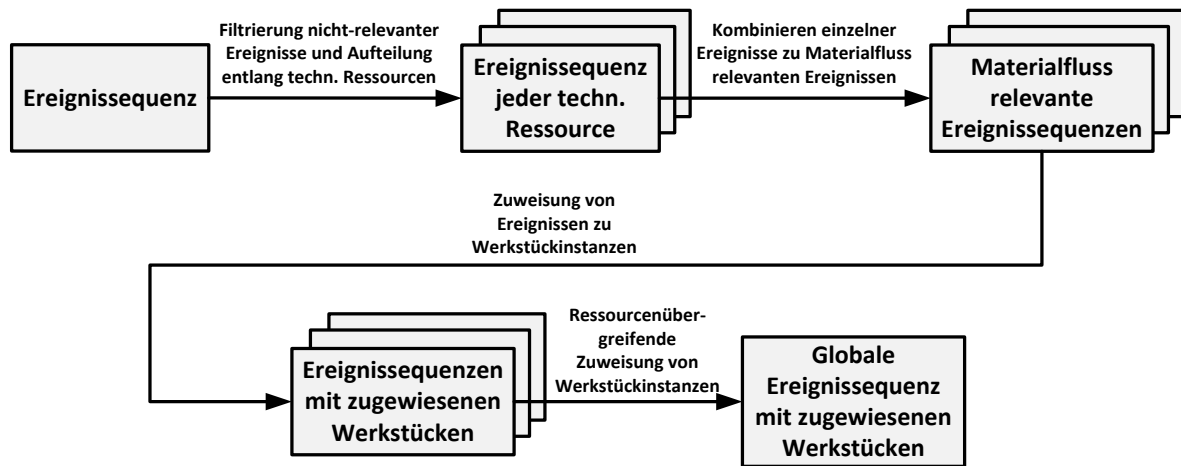 Ereignissequenz
Filtrierung nicht-relevanter
Ereignisse und Aufteilung
entlang techn. Ressourcen
Ereignissequenz
jeder techn.
Ressource
Kombinieren einzelner
Ereignisse zu Materialfluss
relevanten Ereignissen
Materialfluss
relevante
Ereignissequenzen
Zuweisung von
Ereignissen zu
Werkstückinstanzen
Ereignissequenzen
mit zugewiesenen
Werkstücken
Ressourcenüber-
greifende
Zuweisung von
Werkstückinstanzen
Globale
Ereignissequenz
mit zugewiesenen
Werkstücken